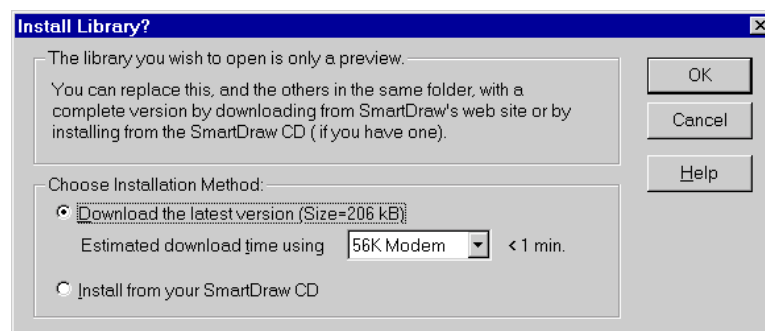 Install Library?
The library you wish to open is only a preview.
You can replace this, and the others in the same folder, with a
complete version by downloading from SmartDraw's web site or by
installing from the SmartDraw CD ( if you have one).
OK
Cancel
Help
Choose Installation Method:
Download the latest version (Size=206 kB)
Estimated download time using 56K Modem < 1 min.
Install from your SmartDraw CD